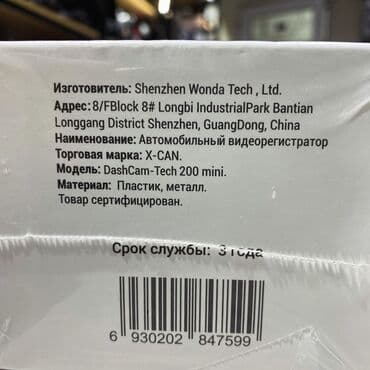 Изготовитель: Shenzhen Wonda Tech , Ltd.
Адрес: 8/FBlock 8# Longbi IndustrialPark Bantian
Longgang District Shenzhen, GuangDong, China
Наименование: Автомобильный видеорегистратор
Торговая марка: X-CAN.
Модель: DashCam-Tech 200 mini.
Материал: Пластик, металл.
Товар сертифицирован.
Срок службы: 3 года
6 930202 847599